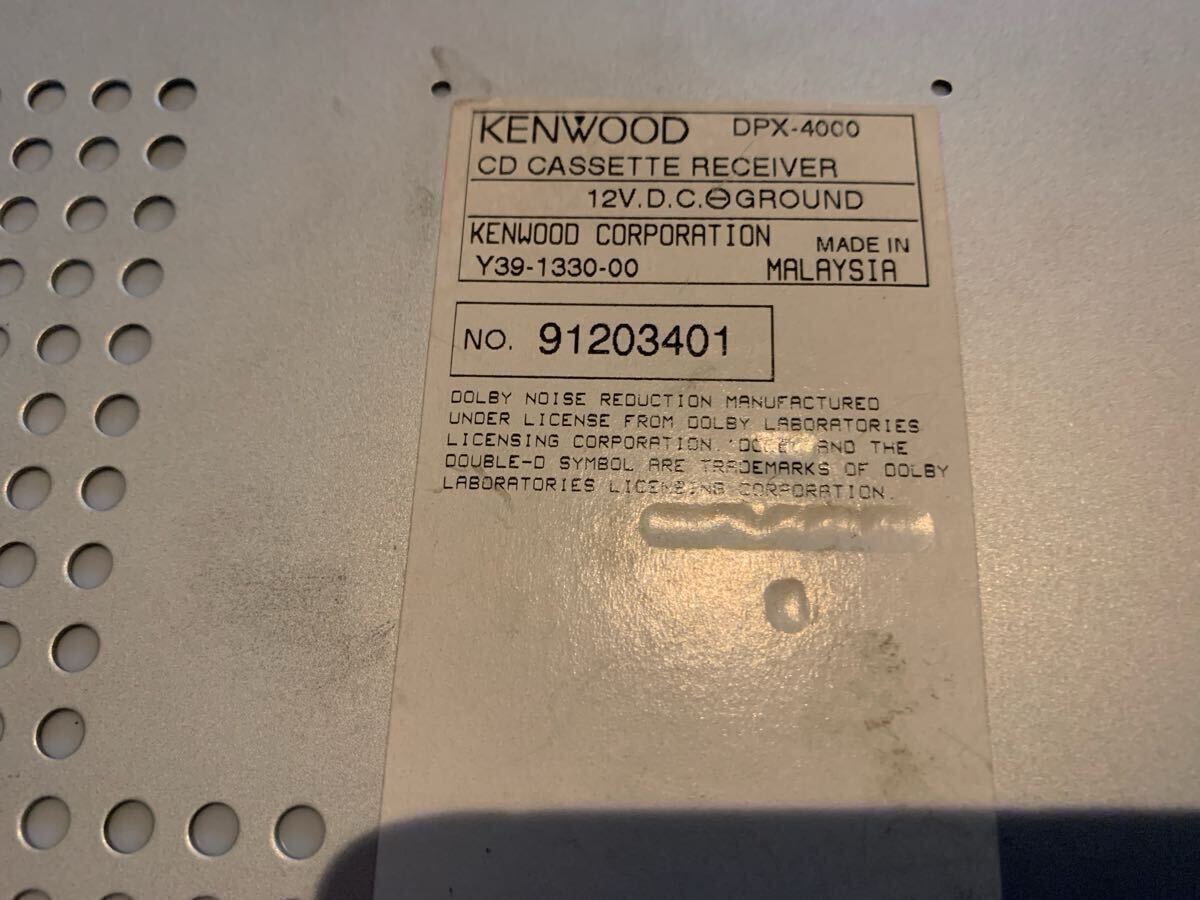 KENWOOD DPX-4000
CD CASSETTE RECEIVER
12V.D.C.⊖GROUND
KENWOOD CORPORATION MADE IN
Y39-1330-00 MALAYSIA
NO. 91203401
DOLBY NOISE REDUCTION MANUFACTURED
UNDER LICENSE FROM DOLBY LABORATORIES
LICENSING CORPORATION. "DOLBY" AND THE
DOUBLE-D SYMBOL ARE TRADEMARKS OF DOLBY
LABORATORIES LICENSING CORPORATION.